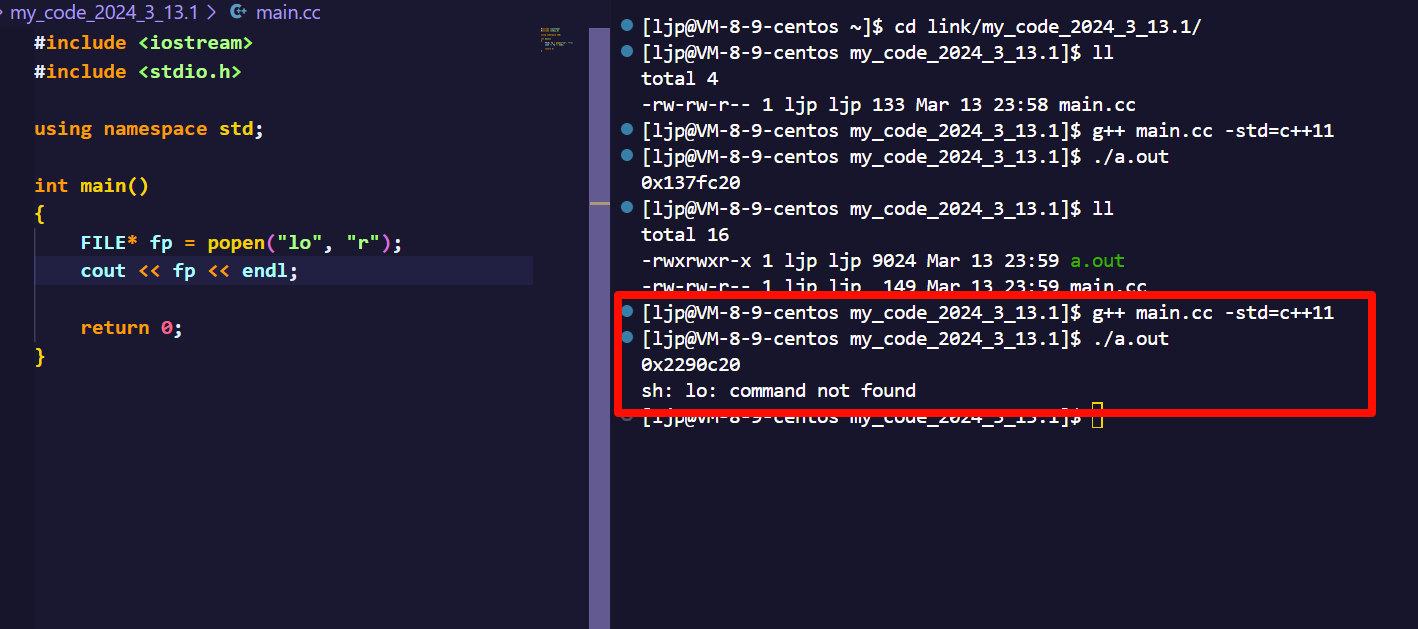 my_code_2024_3_13.1 > main.cc
#include <iostream>
#include <stdio.h>
using namespace std;
int main()
{
FILE* fp = popen("lo", "r");
cout << fp << endl;
return 0;
}
[ljp@VM-8-9-centos ~]$ cd link/my_code_2024_3_13.1/
[ljp@VM-8-9-centos my_code_2024_3_13.1]$ ll
total 4
-rw-rw-r-- 1 ljp ljp 133 Mar 13 23:58 main.cc
[ljp@VM-8-9-centos my_code_2024_3_13.1]$ g++ main.cc -std=c++11
[ljp@VM-8-9-centos my_code_2024_3_13.1]$ ./a.out
0x137fc20
[ljp@VM-8-9-centos my_code_2024_3_13.1]$ ll
total 16
-rwxrwxr-x 1 ljp ljp 9024 Mar 13 23:59 a.out
-rw-rw-r-- 1 ljp ljp  149 Mar 13 23:59 main.cc
[ljp@VM-8-9-centos my_code_2024_3_13.1]$ g++ main.cc -std=c++11
[ljp@VM-8-9-centos my_code_2024_3_13.1]$ ./a.out
0x2290c20
sh: lo: command not found
[ljp@VM-8-9-centos my_code_2024_3_13.1]$